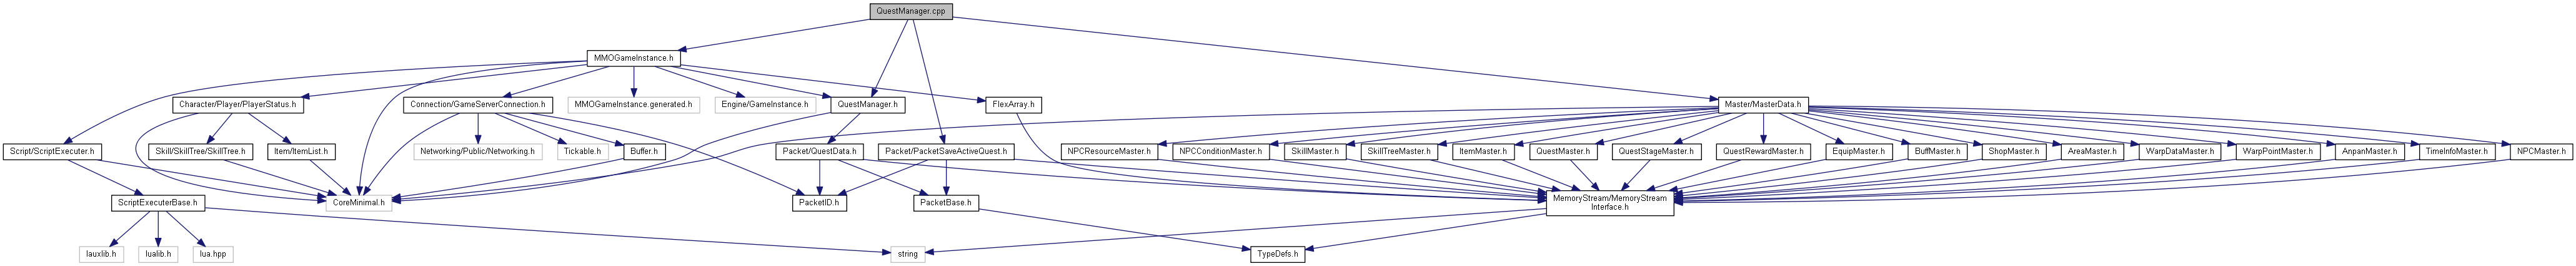 QuestManager.cpp
MMOGameInstance.h
Character/Player/PlayerStatus.h
Connection/GameServerConnection.h
MMOGameInstance.generated.h
Engine/GameInstance.h
QuestManager.h
FlexArray.h
Master/MasterData.h
Script/ScriptExecuter.h
Skill/SkillTree/SkillTree.h
Item/ItemList.h
Networking/Public/Networking.h
Tickable.h
Buffer.h
Packet/QuestData.h
Packet/PacketSaveActiveQuest.h
NPCResourceMaster.h
NPCConditionMaster.h
SkillMaster.h
SkillTreeMaster.h
ItemMaster.h
QuestMaster.h
QuestStageMaster.h
QuestRewardMaster.h
EquipMaster.h
BuffMaster.h
ShopMaster.h
AreaMaster.h
WarpDataMaster.h
WarpPointMaster.h
AnpanMaster.h
TimeInfoMaster.h
NPCMaster.h
ScriptExecuterBase.h
CoreMinimal.h
PacketID.h
PacketBase.h
MemoryStream/MemoryStream
Interface.h
lauxlib.h
lualib.h
lua.hpp
string
TypeDefs.h